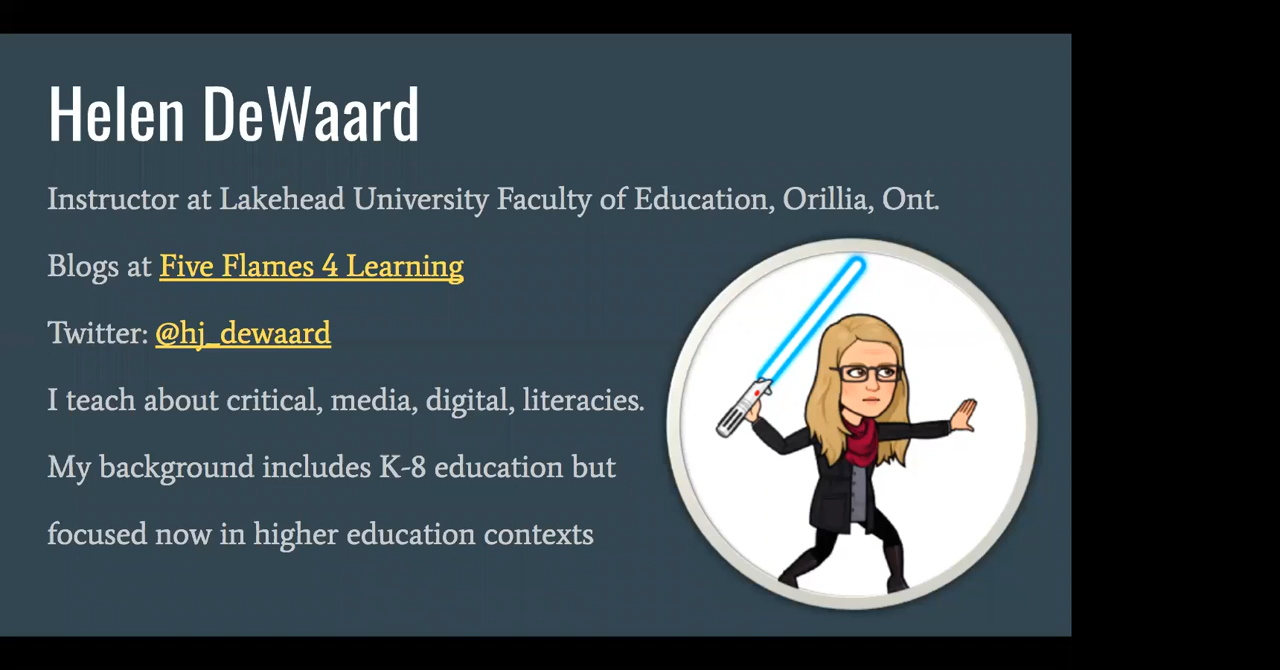 Helen DeWaard
Instructor at Lakehead University Faculty of Education, Orillia, Ont.
Blogs at Five Flames 4 Learning
Twitter: @hj_dewaard
I teach about critical, media, digital, literacies.
My background includes K-8 education but
focused now in higher education contexts